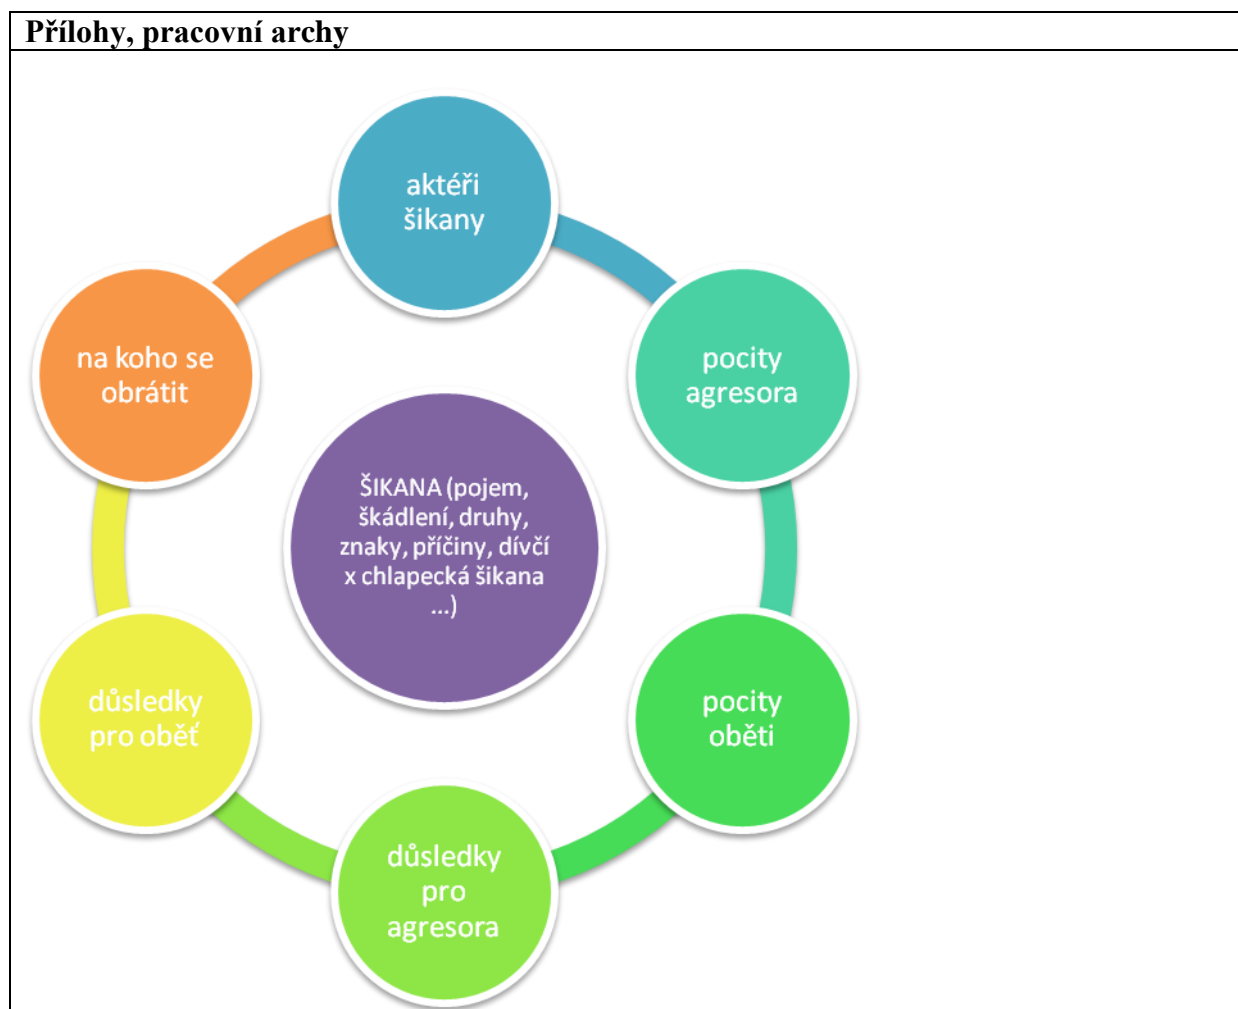 Přílohy, pracovní archy
aktéři
šikany
pocity
agresora
pocity
oběti
důsledky
pro
agresora
důsledky
pro oběť
na koho se
obrátit
ŠIKANA (pojem,
škádlení, druhy,
znaky, příčiny, dívčí
x chlapecká šikana
...)